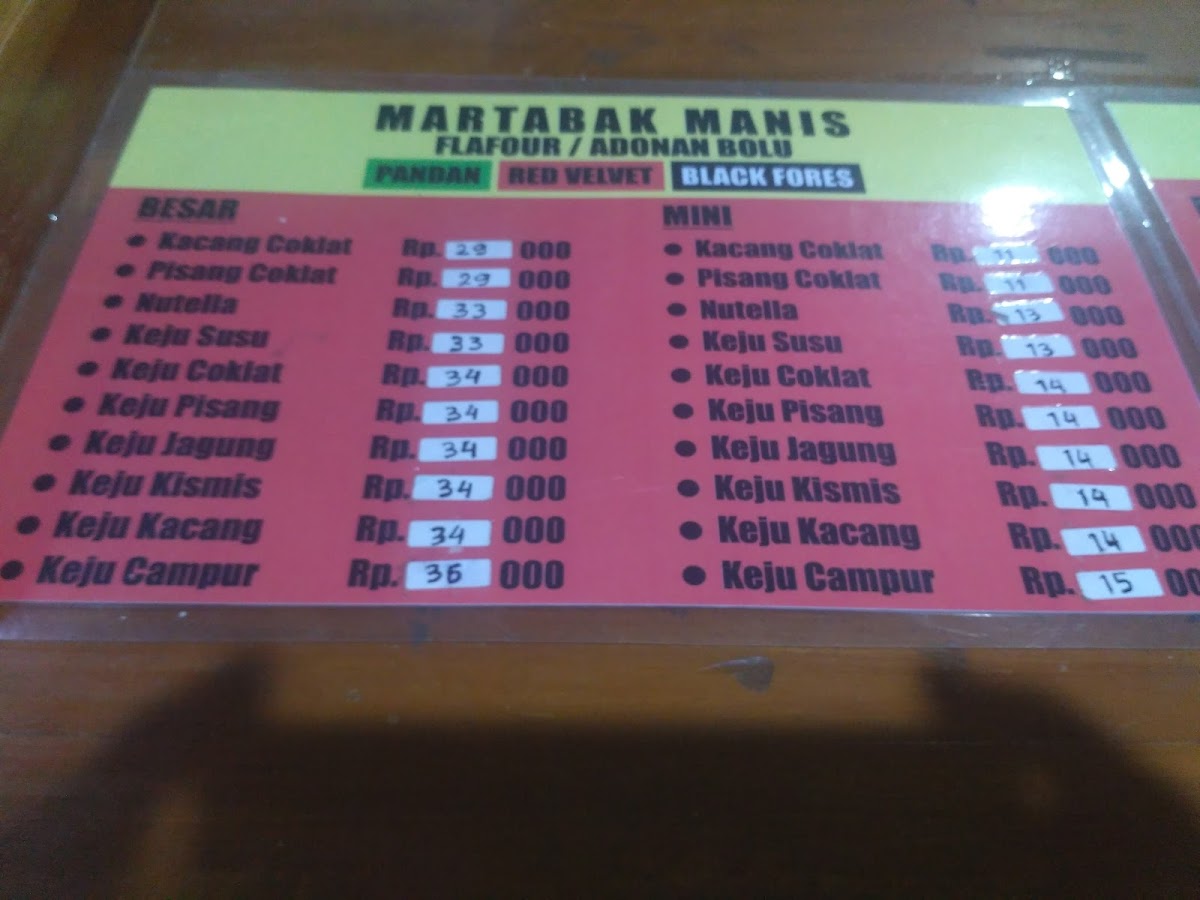 MARTABAK MANIS
FLAFOUR / ADONAN BOLU
PANDAN RED VELVET BLACK FORES
BESAR
• Kacang Coklat Rp. 29 000
• Pisang Coklat Rp. 29 000
• Nutella Rp. 33 000
• Keju Susu Rp. 33 000
• Keju Coklat Rp. 34 000
• Keju Pisang Rp. 34 000
• Keju Jagung Rp. 34 000
• Keju Kismis Rp. 34 000
• Keju Kacang Rp. 34 000
• Keju Campur Rp. 36 000
MINI
• Kacang Coklat Rp. 11 000
• Pisang Coklat Rp. 11 000
• Nutella Rp. 13 000
• Keju Susu Rp. 13 000
• Keju Coklat Rp. 14 000
• Keju Pisang Rp. 14 000
• Keju Jagung Rp. 14 000
• Keju Kismis Rp. 14 000
• Keju Kacang Rp. 14 000
• Keju Campur Rp. 15 00